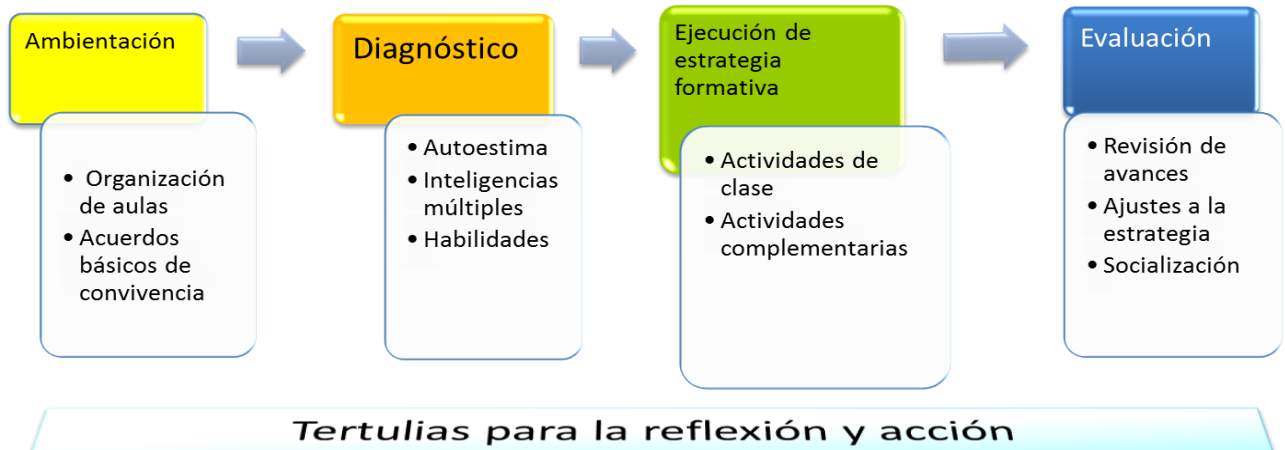 Ambientación
• Organización
de aulas
• Acuerdos
básicos de
convivencia
Diagnóstico
• Autoestima
• Inteligencias
múltiples
• Habilidades
Ejecución de
estrategia
formativa
• Actividades de
clase
• Actividades
complementarias
Evaluación
• Revisión de
avances
• Ajustes a la
estrategia
• Socialización
Tertulias para la reflexión y acción